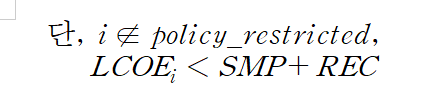 단, i ∉ policy_restricted,
LCOE_i < SMP+ REC